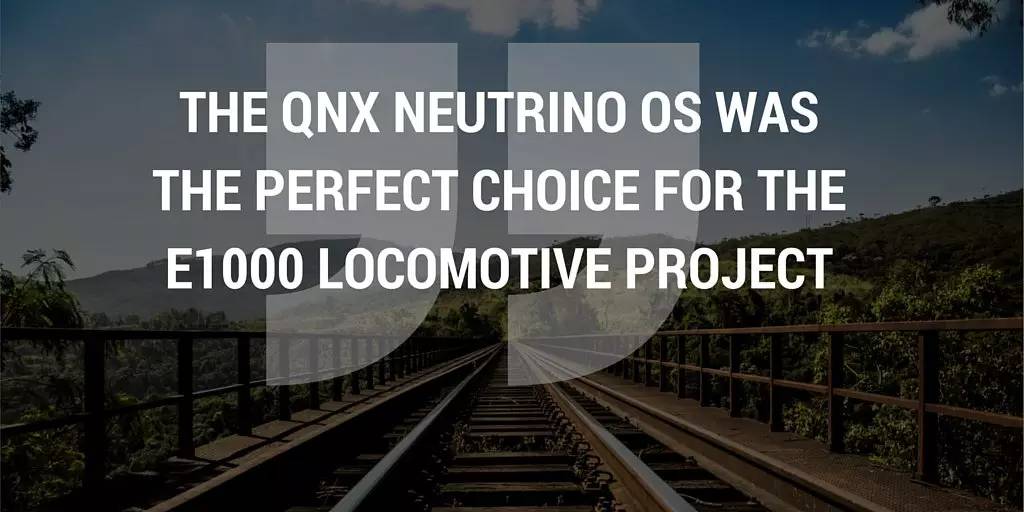 THE QNX NEUTRINO OS WAS
THE PERFECT CHOICE FOR THE
E1000 LOCOMOTIVE PROJECT